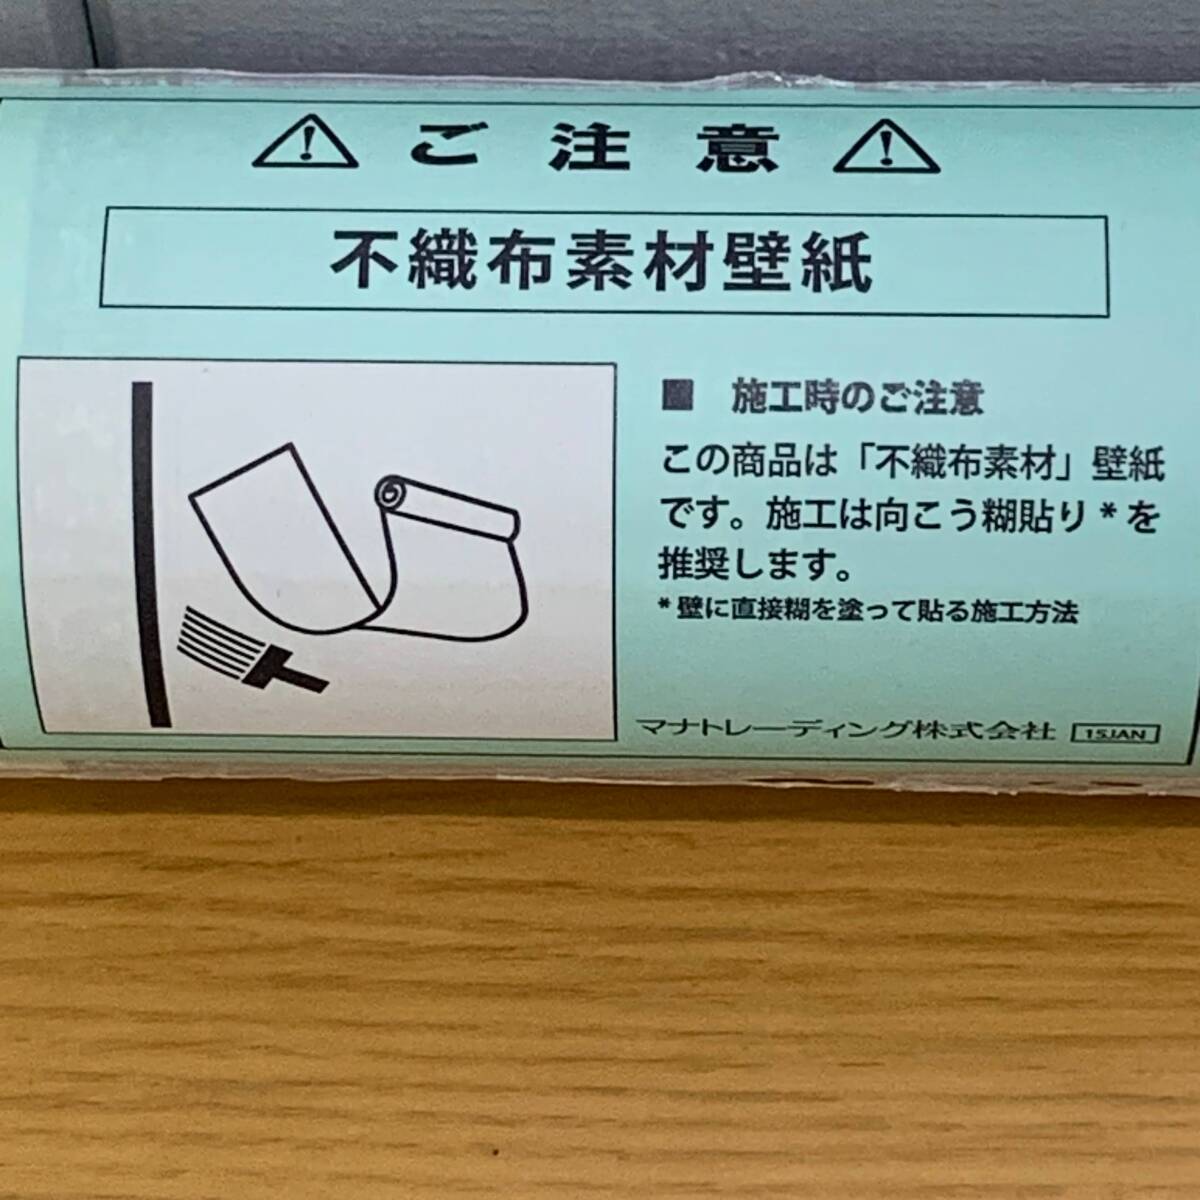 ご注意
不織布素材壁紙
■ 施工時のご注意
この商品は「不織布素材」壁紙
です。施工は向こう糊貼り*を
推奨します。
*壁に直接糊を塗って貼る施工方法
マナトレーディング株式会社 15JAN